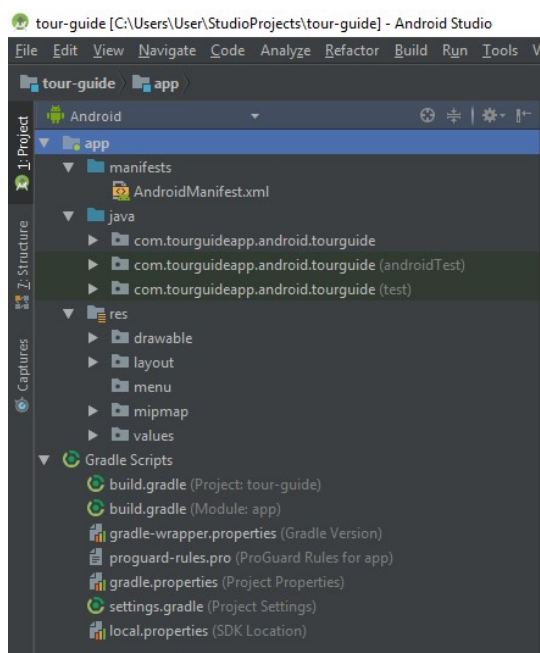 tour-guide [C:\Users\User\StudioProjects\tour-guide] - Android Studio
File Edit View Navigate Code Analyze Refactor Build Run Tools V
tour-guide app
Android
1: Project
7: Structure
Captures
app
manifests
AndroidManifest.xml
java
com.tourguideapp.android.tourguide
com.tourguideapp.android.tourguide (androidTest)
com.tourguideapp.android.tourguide (test)
res
drawable
layout
menu
mipmap
values
Gradle Scripts
build.gradle (Project: tour-guide)
build.gradle (Module: app)
gradle-wrapper.properties (Gradle Version)
proguard-rules.pro (ProGuard Rules for app)
gradle.properties (Project Properties)
settings.gradle (Project Settings)
local.properties (SDK Location)